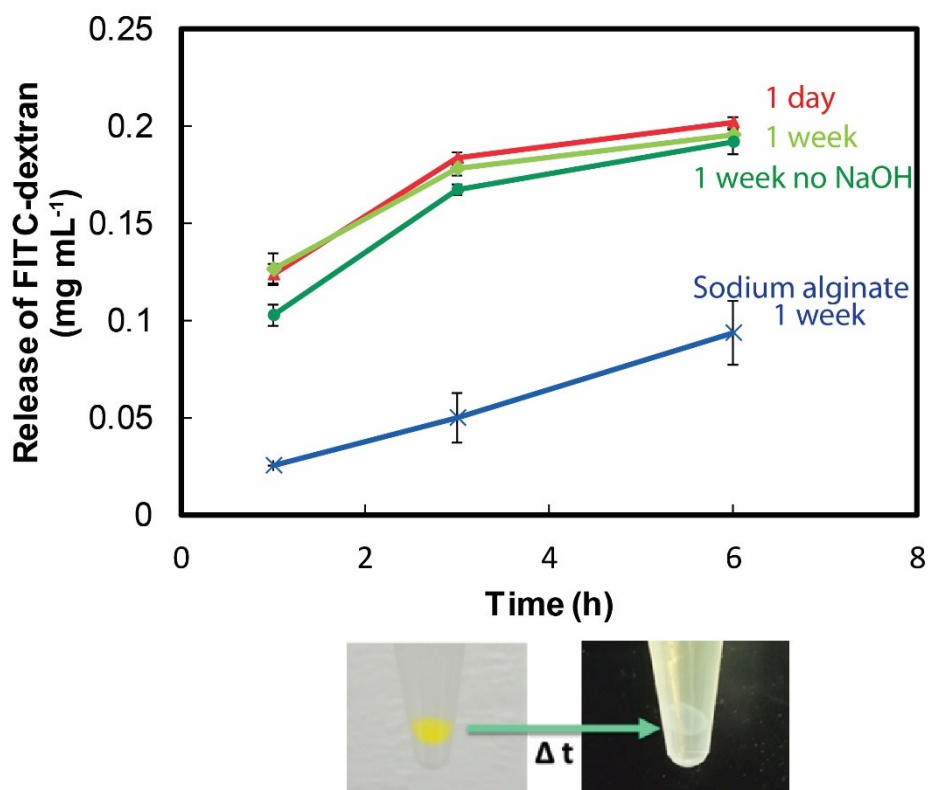 0.25
0.2
0.15
0.1
0.05
0
Release of FITC-dextran
(mg mL⁻¹)
1 day
1 week
1 week no NaOH
Sodium alginate
1 week
0 2 4 6 8
Time (h)
Δ t